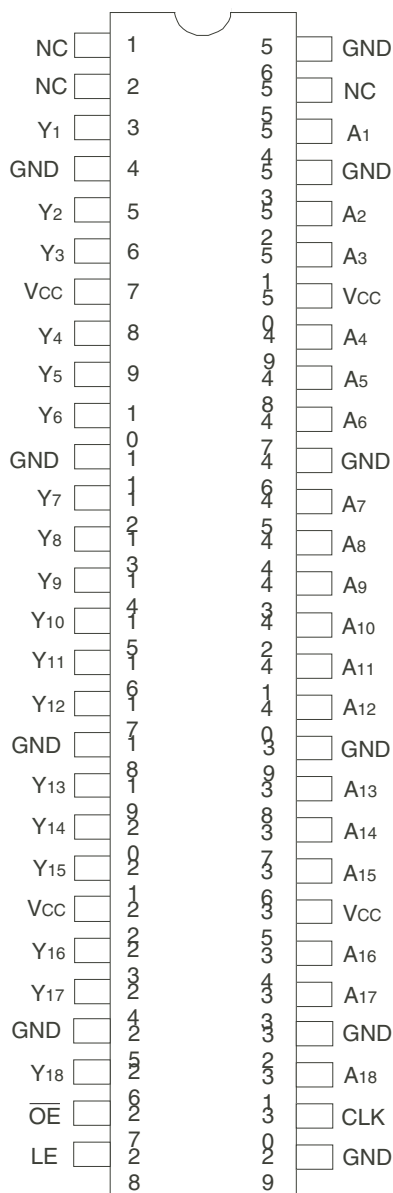 NC 1 56 GND
NC 2 55 NC
Y1 3 54 A1
GND 4 53 GND
Y2 5 52 A2
Y3 6 51 A3
VCC 7 50 VCC
Y4 8 49 A4
Y5 9 48 A5
Y6 10 47 A6
GND 11 46 GND
Y7 12 45 A7
Y8 13 44 A8
Y9 14 43 A9
Y10 15 42 A10
Y11 16 41 A11
Y12 17 40 A12
GND 18 39 GND
Y13 19 38 A13
Y14 20 37 A14
Y15 21 36 A15
VCC 22 35 VCC
Y16 23 34 A16
Y17 24 33 A17
GND 25 32 GND
Y18 26 31 A18
OE 27 30 CLK
LE 28 29 GND